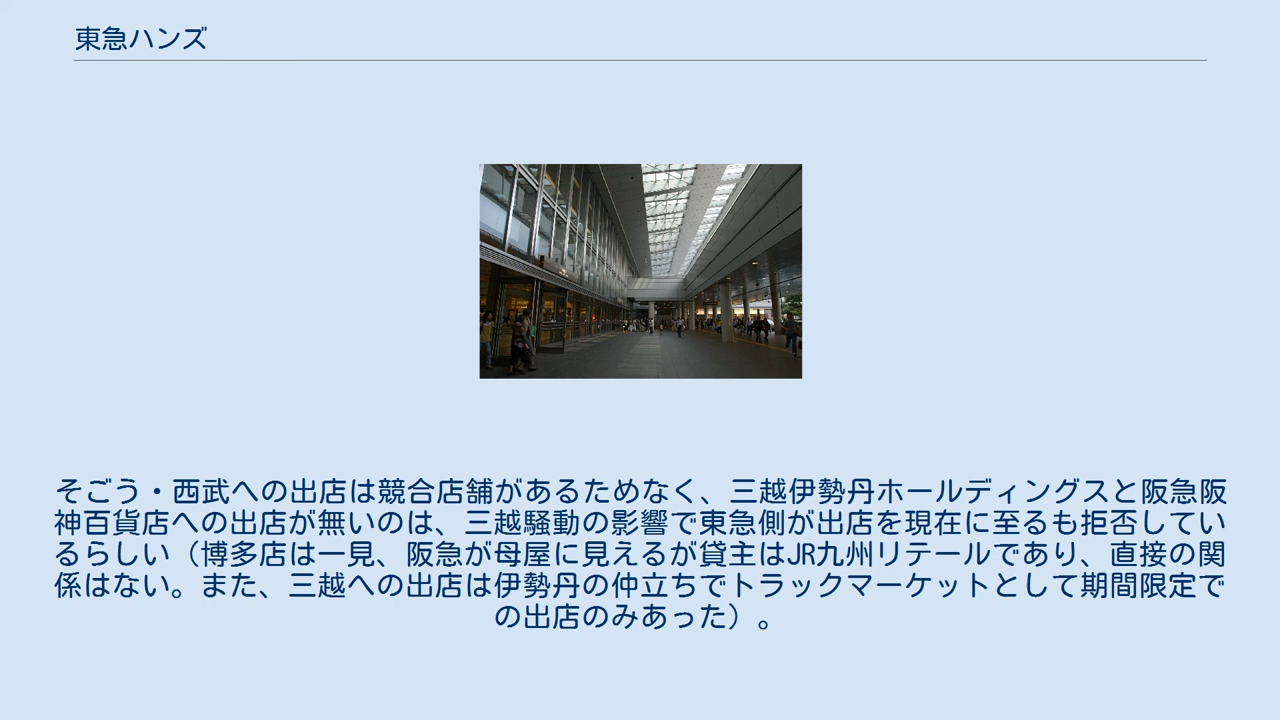 東急ハンズ
そごう・西武への出店は競合店舗があるためなく、三越伊勢丹ホールディングスと阪急阪
神百貨店への出店が無いのは、三越騒動の影響で東急側が出店を現在に至るも拒否してい
るらしい（博多店は一見、阪急が母屋に見えるが貸主はJR九州リテールであり、直接の関
係はない。また、三越への出店は伊勢丹の仲立ちでトラックマーケットとして期間限定で
の出店のみあった）。